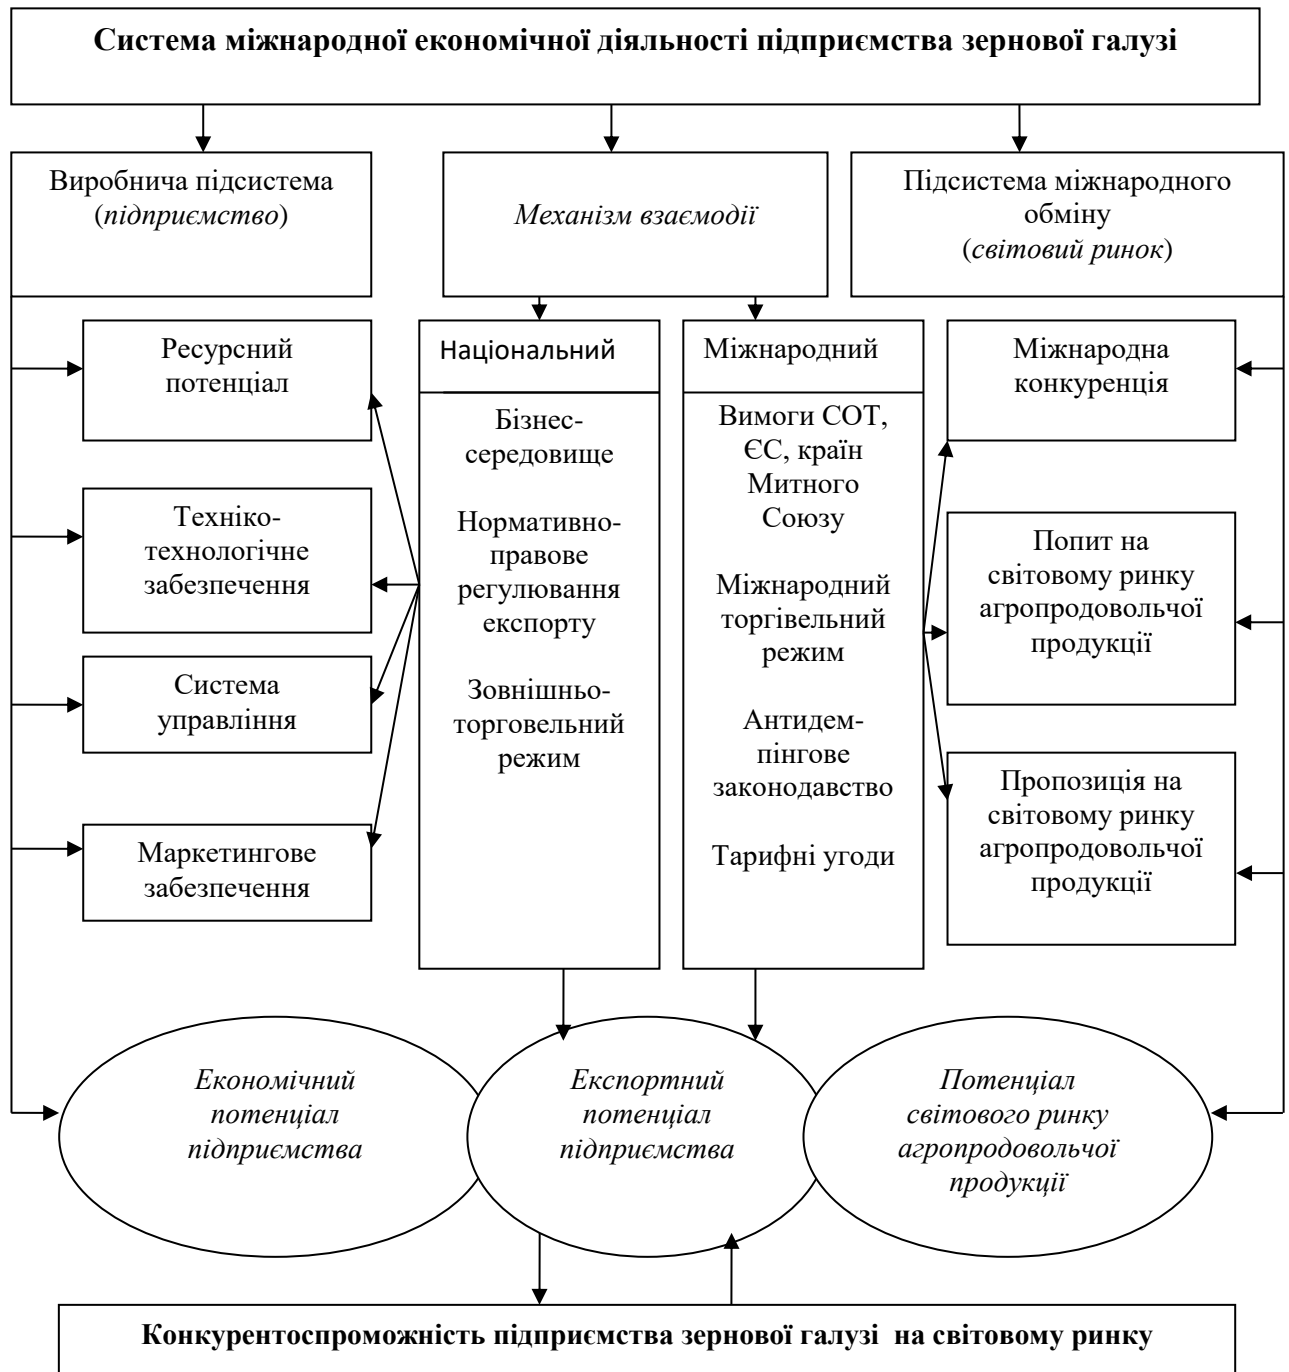 Система міжнародної економічної діяльності підприємства зернової галузі
Виробнича підсистема
(підприємство)
Механізм взаємодії
Підсистема міжнародного
обміну
(світовий ринок)
Ресурсний
потенціал
Техніко-
технологічне
забезпечення
Система
управління
Маркетингове
забезпечення
Національний
Бізнес-
середовище
Нормативно-
правове
регулювання
експорту
Зовнішньо-
торговельний
режим
Міжнародний
Вимоги СОТ,
ЄС, країн
Митного
Союзу
Міжнародний
торгівельний
режим
Антидем-
пінгове
законодавство
Тарифні угоди
Міжнародна
конкуренція
Попит на
світовому ринку
агропродовольчої
продукції
Пропозиція на
світовому ринку
агропродовольчої
продукції
Економічний
потенціал
підприємства
Експортний
потенціал
підприємства
Потенціал
світового ринку
агропродовольчої
продукції
Конкурентоспроможність підприємства зернової галузі на світовому ринку